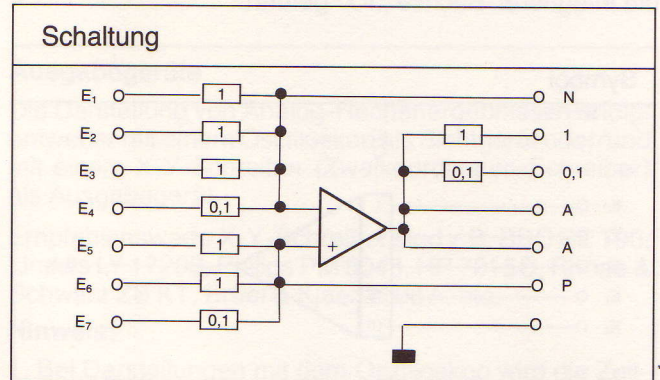 Schaltung
E1 1 N
E2 1 1 1
E3 1 0,1 0,1
E4 0,1 − A
E5 1 + A
E6 1 P
E7 0,1